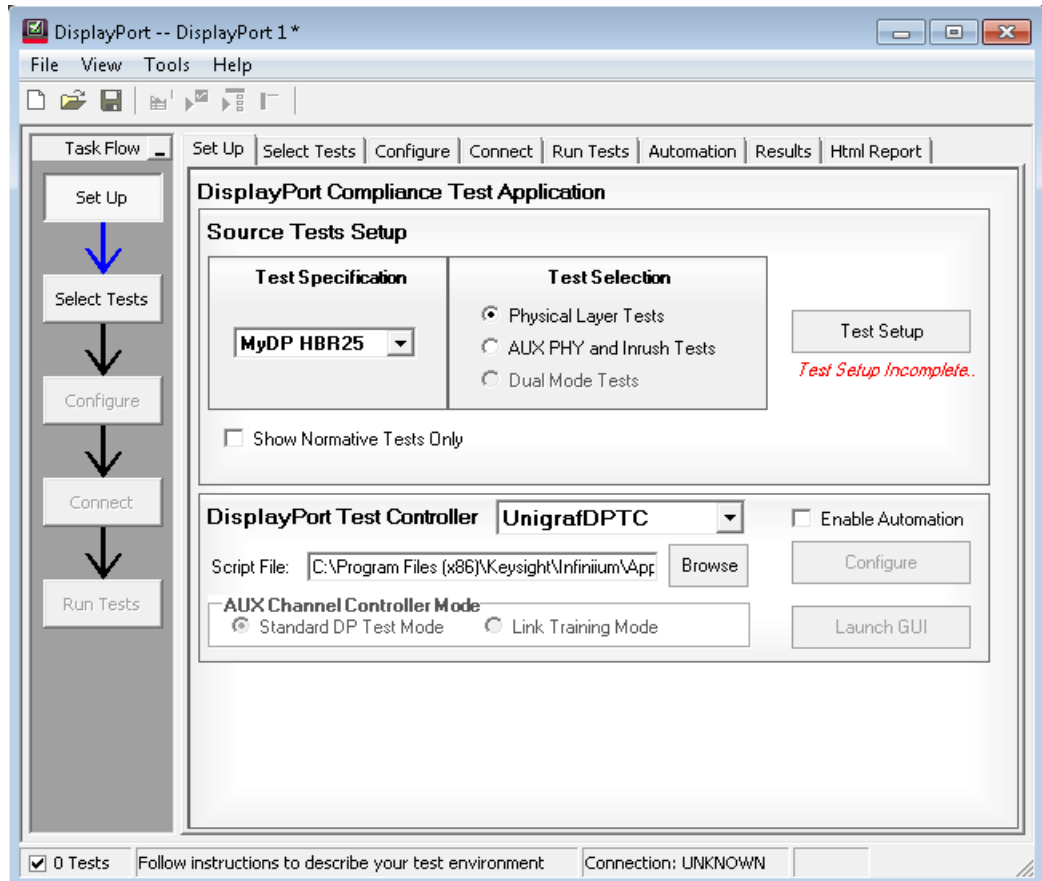 DisplayPort -- DisplayPort 1*
File View Tools Help
Task Flow
Set Up
Select Tests
Configure
Connect
Run Tests
Set Up Select Tests Configure Connect Run Tests Automation Results Html Report
DisplayPort Compliance Test Application
Source Tests Setup
Test Specification
MyDP HBR25
Test Selection
Physical Layer Tests
AUX PHY and Inrush Tests
Dual Mode Tests
Test Setup
Test Setup Incomplete..
Show Normative Tests Only
DisplayPort Test Controller UnigrafDPTC
Enable Automation
Script File: C:\Program Files (x86)\Keysight\Infiniium\App Browse
Configure
AUX Channel Controller Mode
Standard DP Test Mode Link Training Mode
Launch GUI
0 Tests Follow instructions to describe your test environment Connection: UNKNOWN